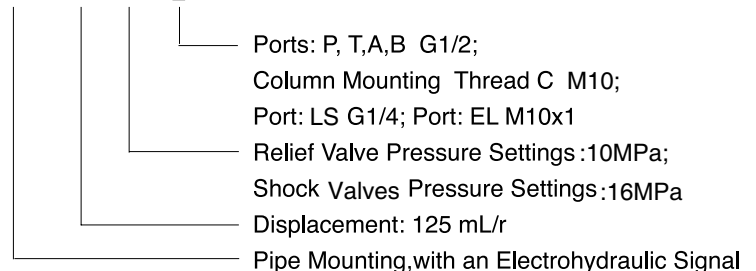 Ports: P, T,A,B G1/2;
Column Mounting Thread C M10;
Port: LS G1/4; Port: EL M10x1
Relief Valve Pressure Settings:10MPa;
Shock Valves Pressure Settings:16MPa
Displacement: 125 mL/r
Pipe Mounting,with an Electrohydraulic Signal